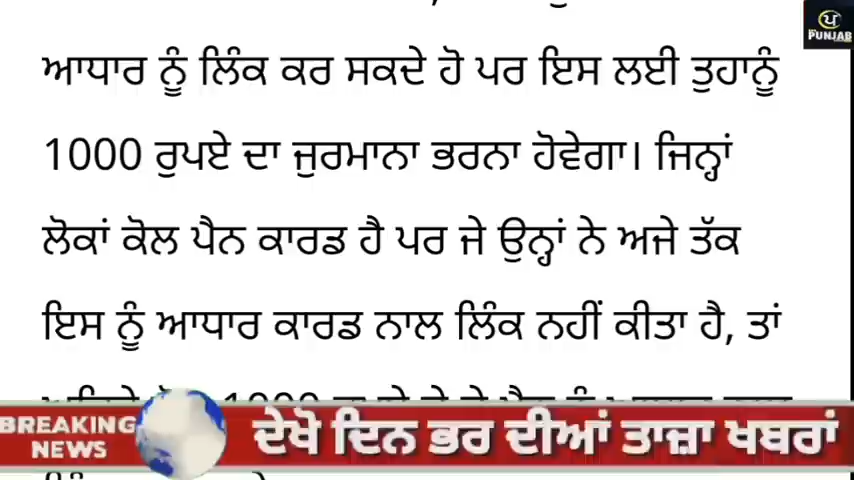 ਪ
PUNJAB
ਆਧਾਰ ਨੂੰ ਲਿੰਕ ਕਰ ਸਕਦੇ ਹੋ ਪਰ ਇਸ ਲਈ ਤੁਹਾਨੂੰ
1000 ਰੁਪਏ ਦਾ ਜੁਰਮਾਨਾ ਭਰਨਾ ਹੋਵੇਗਾ। ਜਿਨ੍ਹਾਂ
ਲੋਕਾਂ ਕੋਲ ਪੈਨ ਕਾਰਡ ਹੈ ਪਰ ਜੇ ਉਨ੍ਹਾਂ ਨੇ ਅਜੇ ਤੱਕ
ਇਸ ਨੂੰ ਆਧਾਰ ਕਾਰਡ ਨਾਲ ਲਿੰਕ ਨਹੀਂ ਕੀਤਾ ਹੈ, ਤਾਂ
1000
BREAKING NEWS
ਦੇਖੋ ਦਿਨ ਭਰ ਦੀਆਂ ਤਾਜ਼ਾ ਖਬਰਾਂ